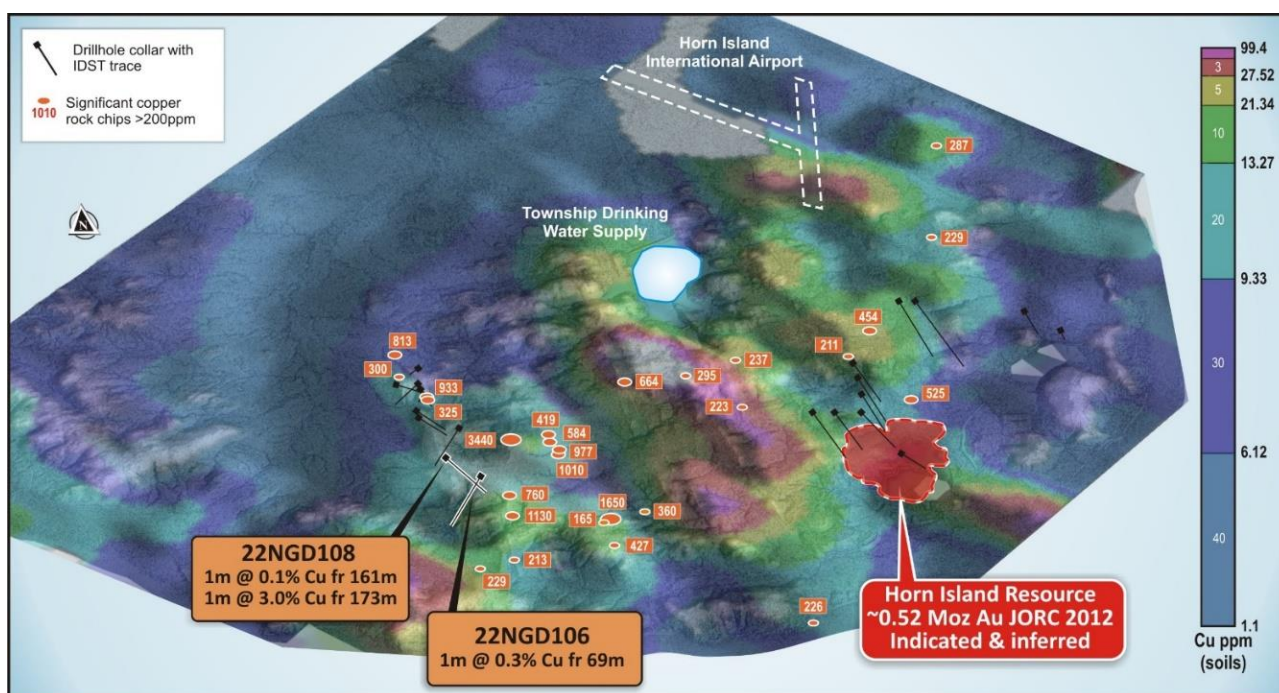 Drillhole collar with
IDST trace
1010
Significant copper
rock chips >200ppm
N
Horn Island
International Airport
Township Drinking
Water Supply
287
229
454
211
237
295
664
223
525
813
300
933
325
419
584
3440
977
1010
760
1650
1130
165
360
427
213
229
226
22NGD108
1m @ 0.1% Cu fr 161m
1m @ 3.0% Cu fr 173m
22NGD106
1m @ 0.3% Cu fr 69m
Horn Island Resource
~0.52 Moz Au JORC 2012
Indicated & inferred
99.4
3
27.52
5
21.34
10
13.27
20
9.33
30
6.12
40
1.1
Cu ppm
(soils)